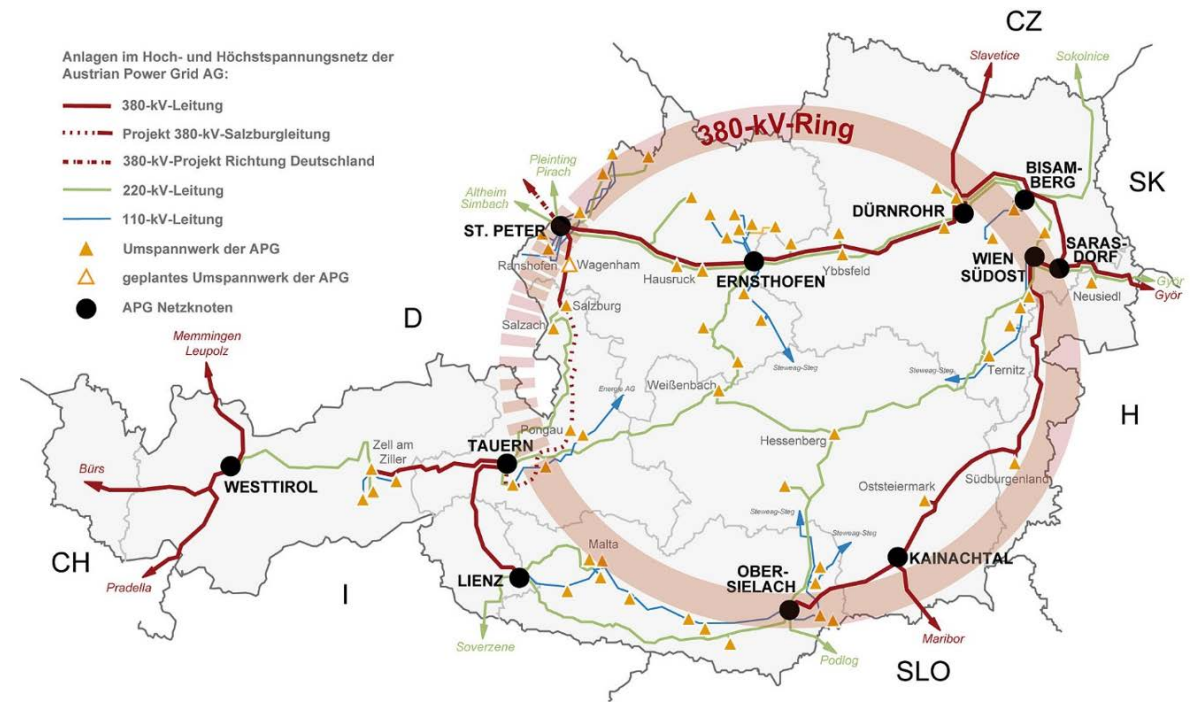 Anlagen im Hoch- und Höchstspannungsnetz der
Austrian Power Grid AG:
380-kV-Leitung
Projekt 380-kV-Salzburgleitung
380-kV-Projekt Richtung Deutschland
220-kV-Leitung
110-kV-Leitung
Umspannwerk der APG
geplantes Umspannwerk der APG
APG Netzknoten
CZ
Slavetice
Sokolnice
380-kV-Ring
Pleinting
Pirach
Altheim
Simbach
BISAM-
BERG
SK
DÜRNROHR
ST. PETER
SARAS-
DORF
WIEN
SÜDOST
Ranshofen
Wagenham
Hausruck
ERNSTHOFEN
Ybbsfeld
Györ
Györ
Neusiedl
Salzburg
Salzach
D
Memmingen
Leupolz
Steweag-Steg
Steweag-Steg
Ternitz
Energie AG
Weißenbach
H
Pongau
Hessenberg
TAUERN
Zell am
Ziller
Bürs
WESTTIROL
Südburgenland
Oststeiermark
Steweag-Steg
Steweag-Steg
CH
Pradella
I
Malta
LIENZ
OBER-
SIELACH
KAINACHTAL
Soverzene
Maribor
Podlog
SLO